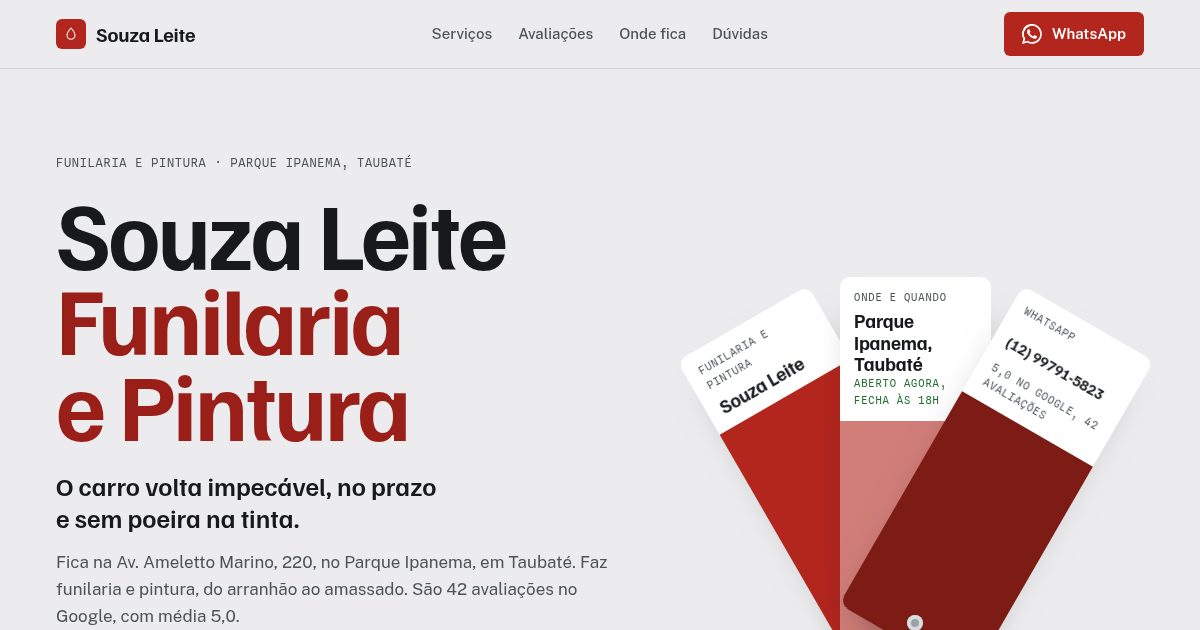 Souza Leite
Serviços
Avaliações
Onde fica
Dúvidas
WhatsApp
FUNILARIA E PINTURA · PARQUE IPANEMA, TAUBATÉ
Souza Leite
Funilaria
e Pintura
O carro volta impecável, no prazo
e sem poeira na tinta.
Fica na Av. Ameletto Marino, 220, no Parque Ipanema, em Taubaté. Faz
funilaria e pintura, do arranhão ao amassado. São 42 avaliações no
Google, com média 5,0.
FUNILARIA E
PINTURA
Souza Leite
ONDE E QUANDO
Parque
Ipanema,
Taubaté
ABERTO AGORA,
FECHA ÀS 18H
WHATSAPP
(12) 99791-5823
5,0 NO GOOGLE, 42
AVALIAÇÕES